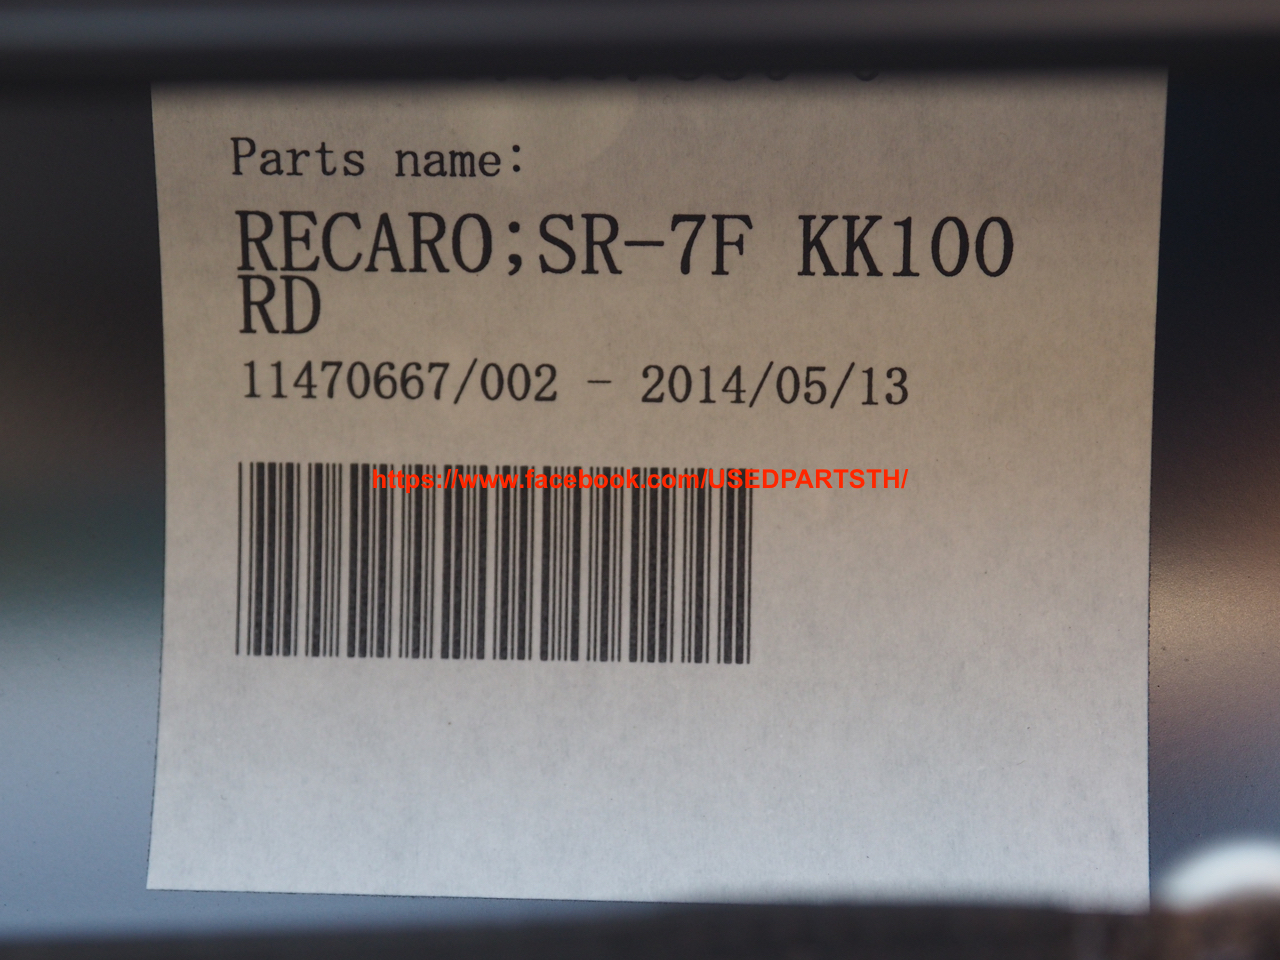 Parts name:
RECARO;SR-7F KK100
RD
11470667/002 - 2014/05/13
https://www.facebook.com/USEDPARTSTH/